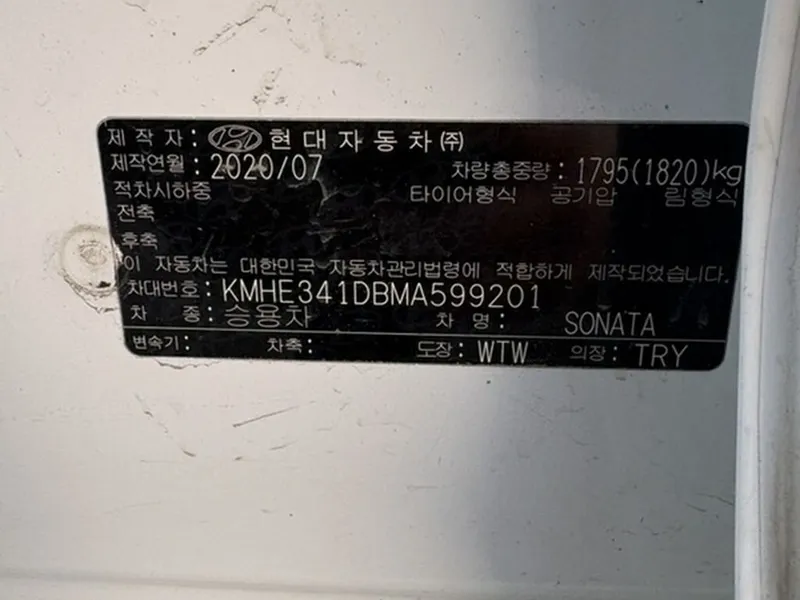 제 작 자 : HYUNDAI 현대자동차㈜
제작연월 : 2020/07 차량총중량 : 1795(1820)kg
적차시하중 타이어형식 공기압 림형식
전축
후축
이 자동차는 대한민국 자동차관리법령에 적합하게 제작되었습니다.
차대번호 : KMHE341DBMA599201
차 종 : 승용차 차 명 : SONATA
변속기 : 차축 : 도장 : WTW 의장 : TRY